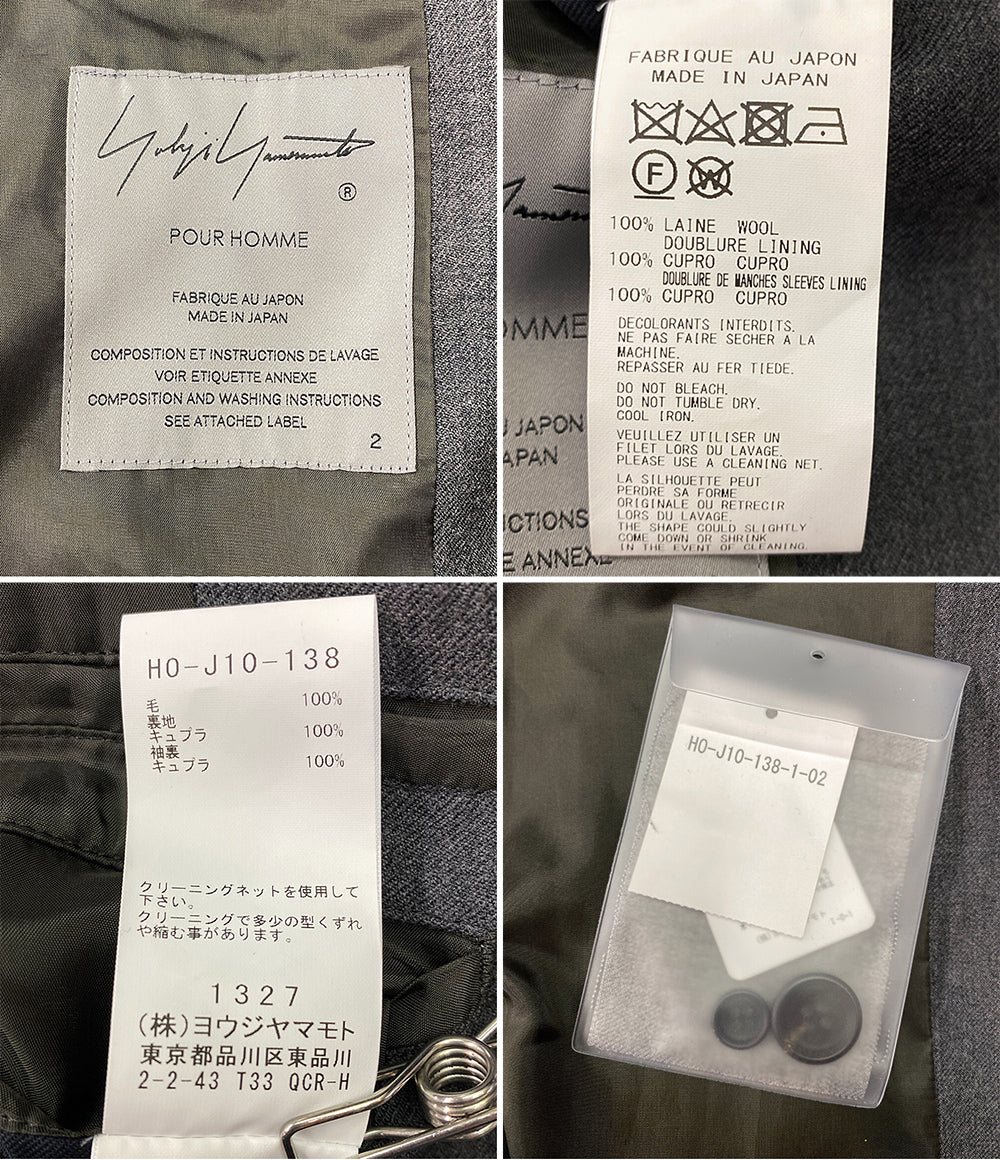 Yohji Yamamoto
®
POUR HOMME
FABRIQUE AU JAPON
MADE IN JAPAN
COMPOSITION ET INSTRUCTIONS DE LAVAGE
VOIR ETIQUETTE ANNEXE
COMPOSITION AND WASHING INSTRUCTIONS
SEE ATTACHED LABEL
2
FABRIQUE AU JAPON
MADE IN JAPAN
F
W
100% LAINE WOOL
DOUBLURE LINING
100% CUPRO CUPRO
DOUBLURE DE MANCHES SLEEVES LINING
100% CUPRO CUPRO
DECOLORANTS INTERDITS.
NE PAS FAIRE SECHER A LA
MACHINE.
REPASSER AU FER TIEDE.
DO NOT BLEACH.
DO NOT TUMBLE DRY.
COOL IRON.
VEUILLEZ UTILISER UN
FILET LORS DU LAVAGE.
PLEASE USE A CLEANING NET.
LA SILHOUETTE PEUT
PERDRE SA FORME
ORIGINALE OU RETRECIR
LORS DU LAVAGE.
THE SHAPE COULD SLIGHTLY
COME DOWN OR SHRINK
IN THE EVENT OF CLEANING.
OMME
JAPON
APAN
CTIONS
E ANNEXE
HO-J10-138
毛 100%
裏地
キュプラ 100%
袖裏
キュプラ 100%
クリーニングネットを使用して
下さい。
クリーニングで多少の型くずれ
や縮む事があります。
1327
(株)ヨウジヤマモト
東京都品川区東品川
2-2-43 T33 QCR-H
HO-J10-138-1-02